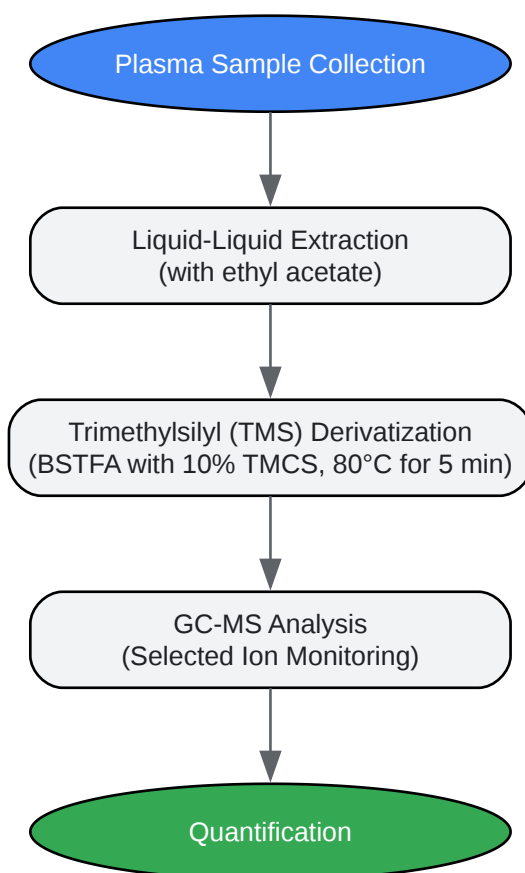 Plasma Sample Collection
Liquid-Liquid Extraction
(with ethyl acetate)
Trimethylsilyl (TMS) Derivatization
(BSTFA with 10% TMCS, 80°C for 5 min)
GC-MS Analysis
(Selected Ion Monitoring)
Quantification